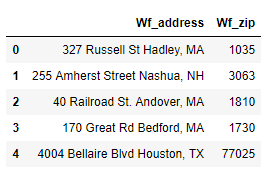 Wf_address Wf_zip
0 327 Russell St Hadley, MA 1035
1 255 Amherst Street Nashua, NH 3063
2 40 Railroad St. Andover, MA 1810
3 170 Great Rd Bedford, MA 1730
4 4004 Bellaire Blvd Houston, TX 77025